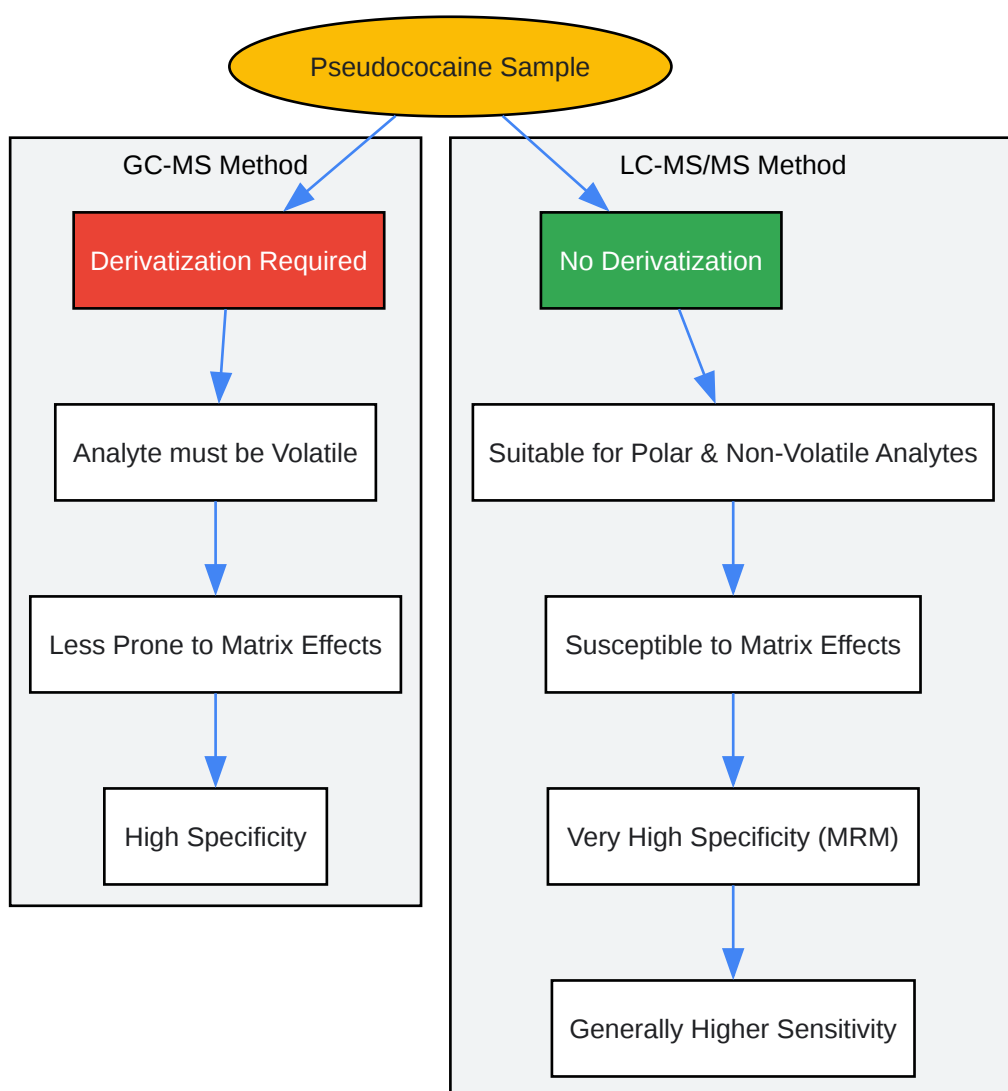 Pseudococaine Sample
GC-MS Method
Derivatization Required
Analyte must be Volatile
Less Prone to Matrix Effects
High Specificity
LC-MS/MS Method
No Derivatization
Suitable for Polar & Non-Volatile Analytes
Susceptible to Matrix Effects
Very High Specificity (MRM)
Generally Higher Sensitivity